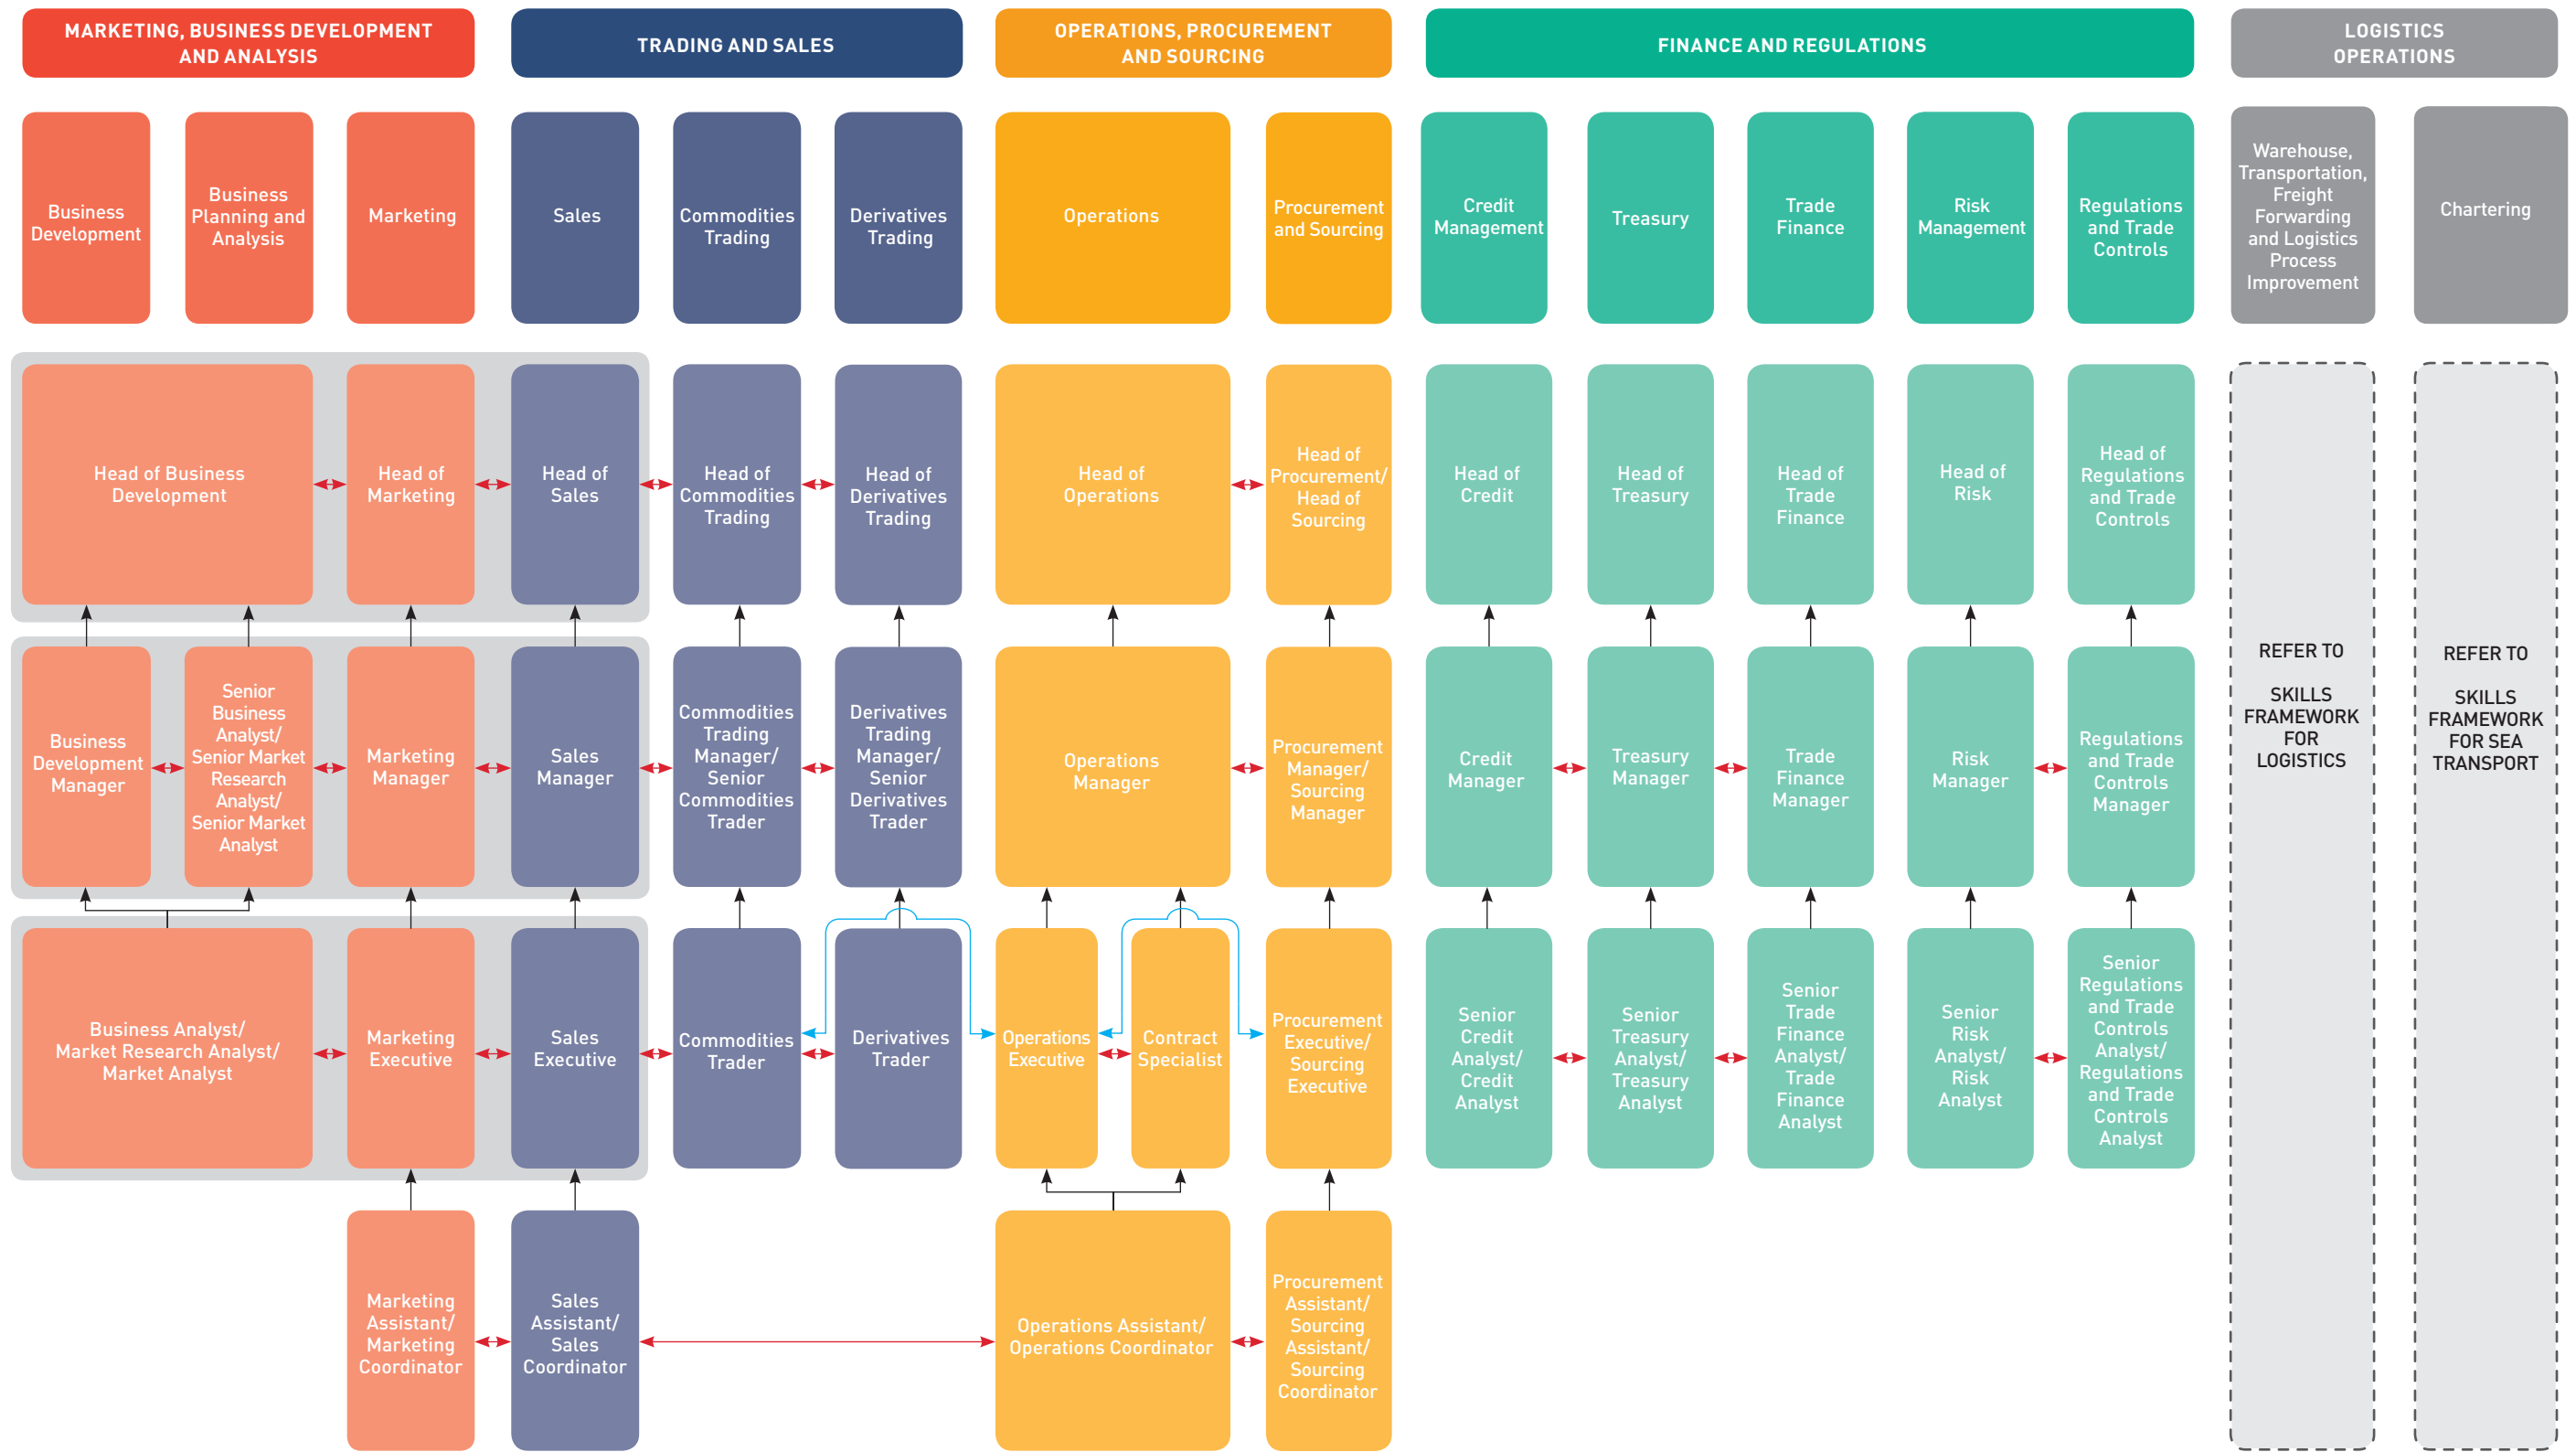 MARKETING, BUSINESS DEVELOPMENT
AND ANALYSIS
TRADING AND SALES
OPERATIONS, PROCUREMENT
AND SOURCING
FINANCE AND REGULATIONS
LOGISTICS
OPERATIONS
Business
Development
Business
Planning and
Analysis
Marketing
Sales
Commodities
Trading
Derivatives
Trading
Operations
Procurement
and Sourcing
Credit
Management
Treasury
Trade
Finance
Risk
Management
Regulations
and Trade
Controls
Warehouse,
Transportation,
Freight
Forwarding
and Logistics
Process
Improvement
Chartering
Head of Business
Development
Head of
Marketing
Head of
Sales
Head of
Commodities
Trading
Head of
Derivatives
Trading
Head of
Operations
Head of
Procurement/
Head of
Sourcing
Head of
Credit
Head of
Treasury
Head of
Trade
Finance
Head of
Risk
Head of
Regulations
and Trade
Controls
Business
Development
Manager
Senior
Business
Analyst/
Senior Market
Research
Analyst/
Senior Market
Analyst
Marketing
Manager
Sales
Manager
Commodities
Trading
Manager/
Senior
Commodities
Trader
Derivatives
Trading
Manager/
Senior
Derivatives
Trader
Operations
Manager
Procurement
Manager/
Sourcing
Manager
Credit
Manager
Treasury
Manager
Trade
Finance
Manager
Risk
Manager
Regulations
and Trade
Controls
Manager
REFER TO
SKILLS
FRAMEWORK
FOR
LOGISTICS
REFER TO
SKILLS
FRAMEWORK
FOR SEA
TRANSPORT
Business Analyst/
Market Research Analyst/
Market Analyst
Marketing
Executive
Sales
Executive
Commodities
Trader
Derivatives
Trader
Operations
Executive
Contract
Specialist
Procurement
Executive/
Sourcing
Executive
Senior
Credit
Analyst/
Credit
Analyst
Senior
Treasury
Analyst/
Treasury
Analyst
Senior
Trade
Finance
Analyst/
Trade
Finance
Analyst
Senior
Risk
Analyst/
Risk
Analyst
Senior
Regulations
and Trade
Controls
Analyst/
Regulations
and Trade
Controls
Analyst
Marketing
Assistant/
Marketing
Coordinator
Sales
Assistant/
Sales
Coordinator
Operations Assistant/
Operations Coordinator
Procurement
Assistant/
Sourcing
Assistant/
Sourcing
Coordinator